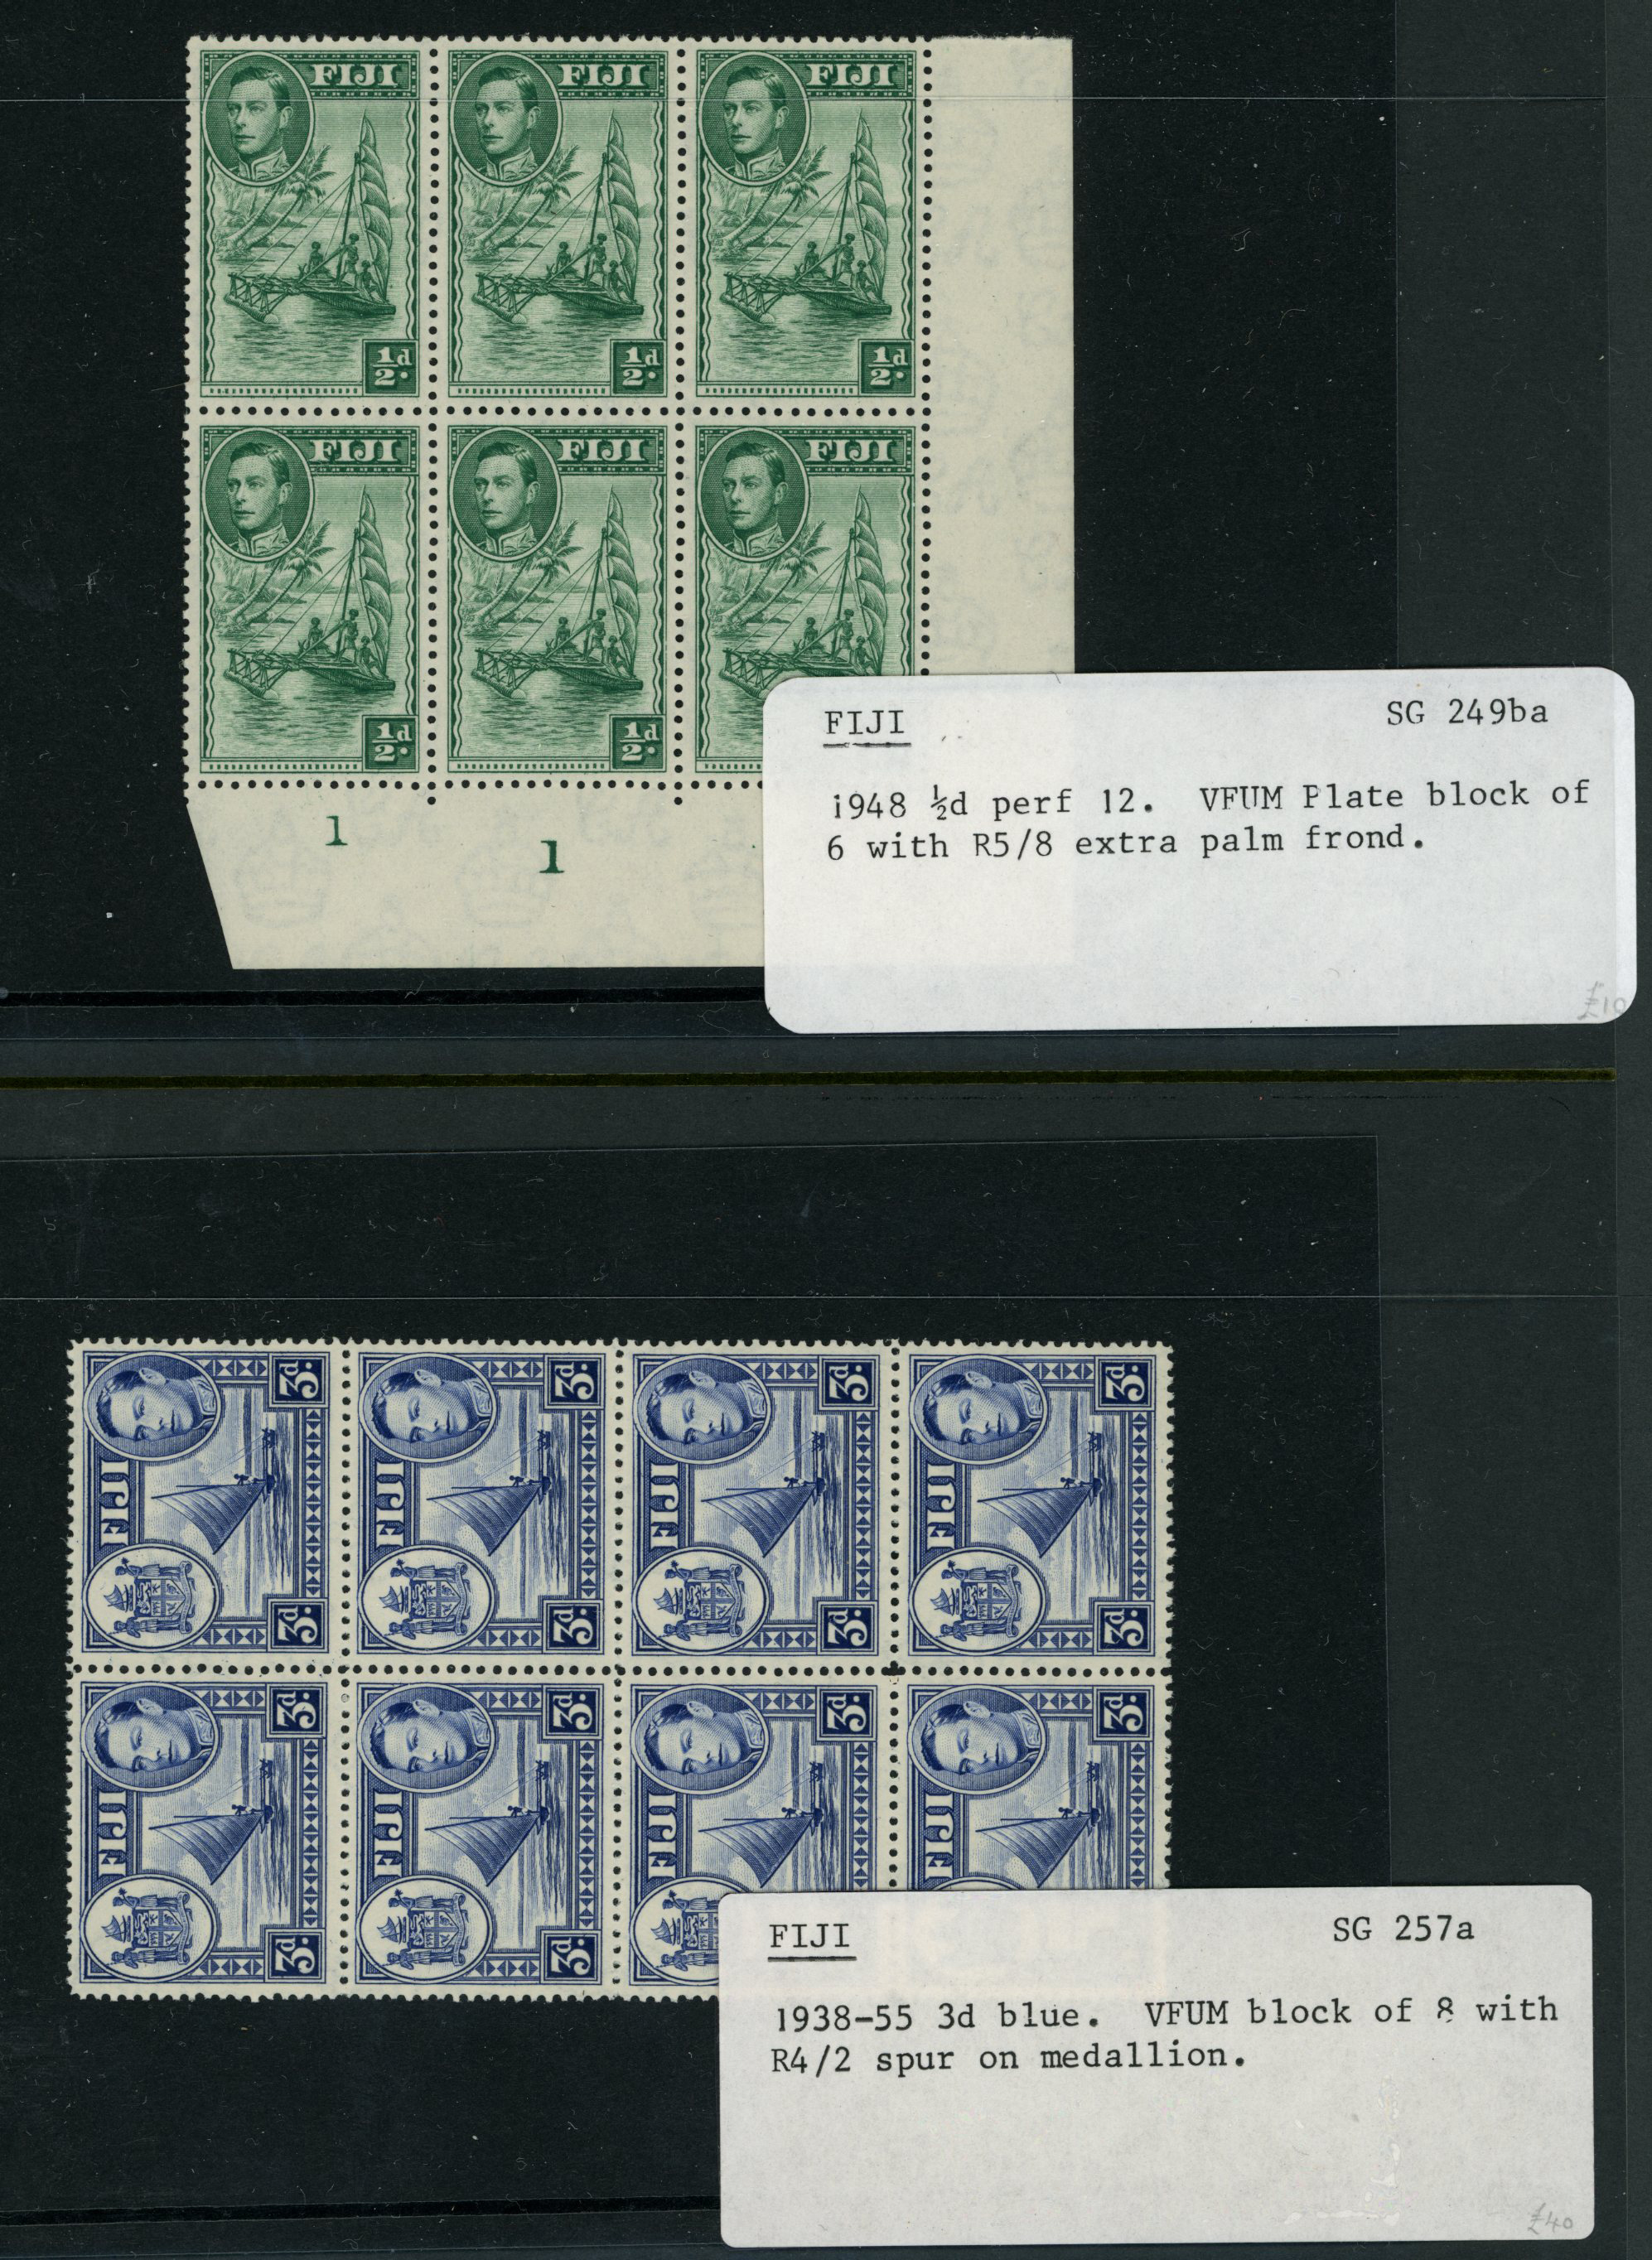 FIJI FIJI FIJI
½d. ½d. ½d.
FIJI FIJI FIJI
½d. ½d.
1 1
FIJI SG 249ba
1948 ½d perf 12. VFUM Plate block of
6 with R5/8 extra palm frond.
£10
3d. 3d. 3d. 3d.
FIJI FIJI FIJI FIJI
3d. 3d. 3d. 3d.
3d. 3d. 3d. 3d.
FIJI FIJI FIJI FIJI
3d. 3d.
FIJI SG 257a
1938-55 3d blue. VFUM block of 8 with
R4/2 spur on medallion.
£40